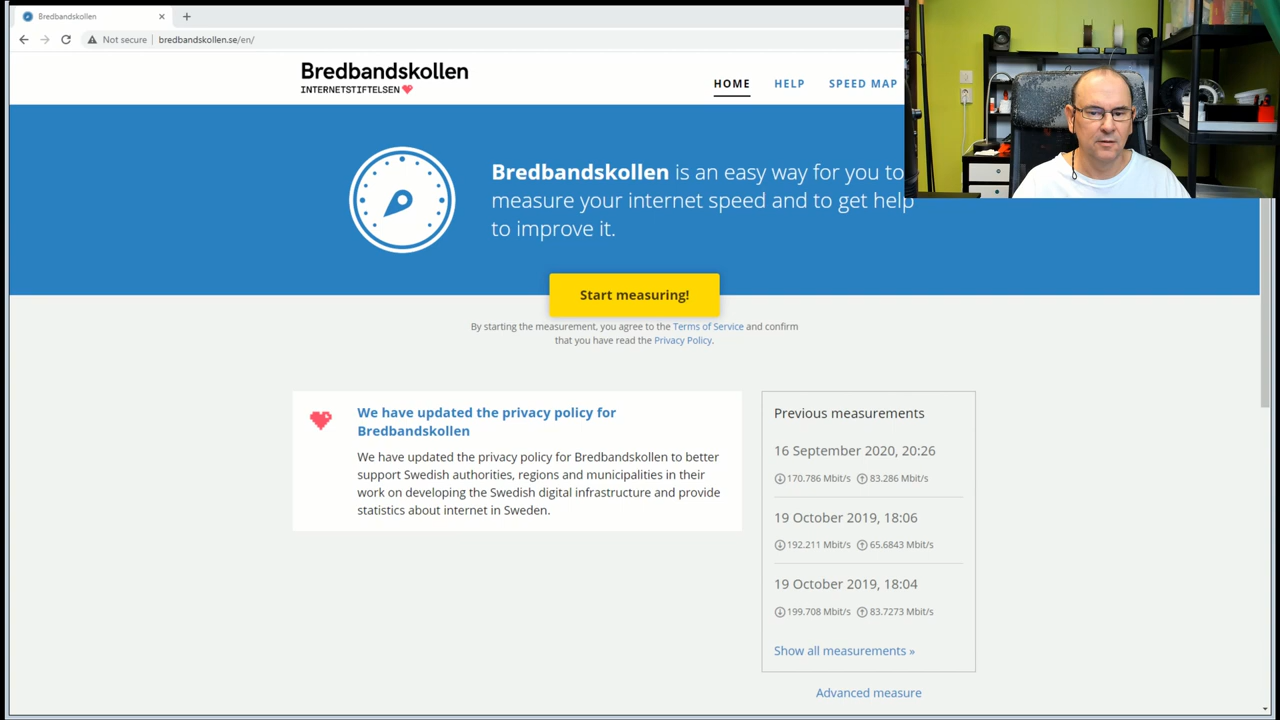 Bredbandskollen
Not secure bredbandskollen.se/en/
Bredbandskollen
INTERNETSTIFTELSEN
HOME HELP SPEED MAP
Bredbandskollen is an easy way for you to
measure your internet speed and to get help
to improve it.
Start measuring!
By starting the measurement, you agree to the Terms of Service and confirm
that you have read the Privacy Policy.
We have updated the privacy policy for
Bredbandskollen
We have updated the privacy policy for Bredbandskollen to better
support Swedish authorities, regions and municipalities in their
work on developing the Swedish digital infrastructure and provide
statistics about internet in Sweden.
Previous measurements
16 September 2020, 20:26
170.786 Mbit/s 83.286 Mbit/s
19 October 2019, 18:06
192.211 Mbit/s 65.6843 Mbit/s
19 October 2019, 18:04
199.708 Mbit/s 83.7273 Mbit/s
Show all measurements »
Advanced measure